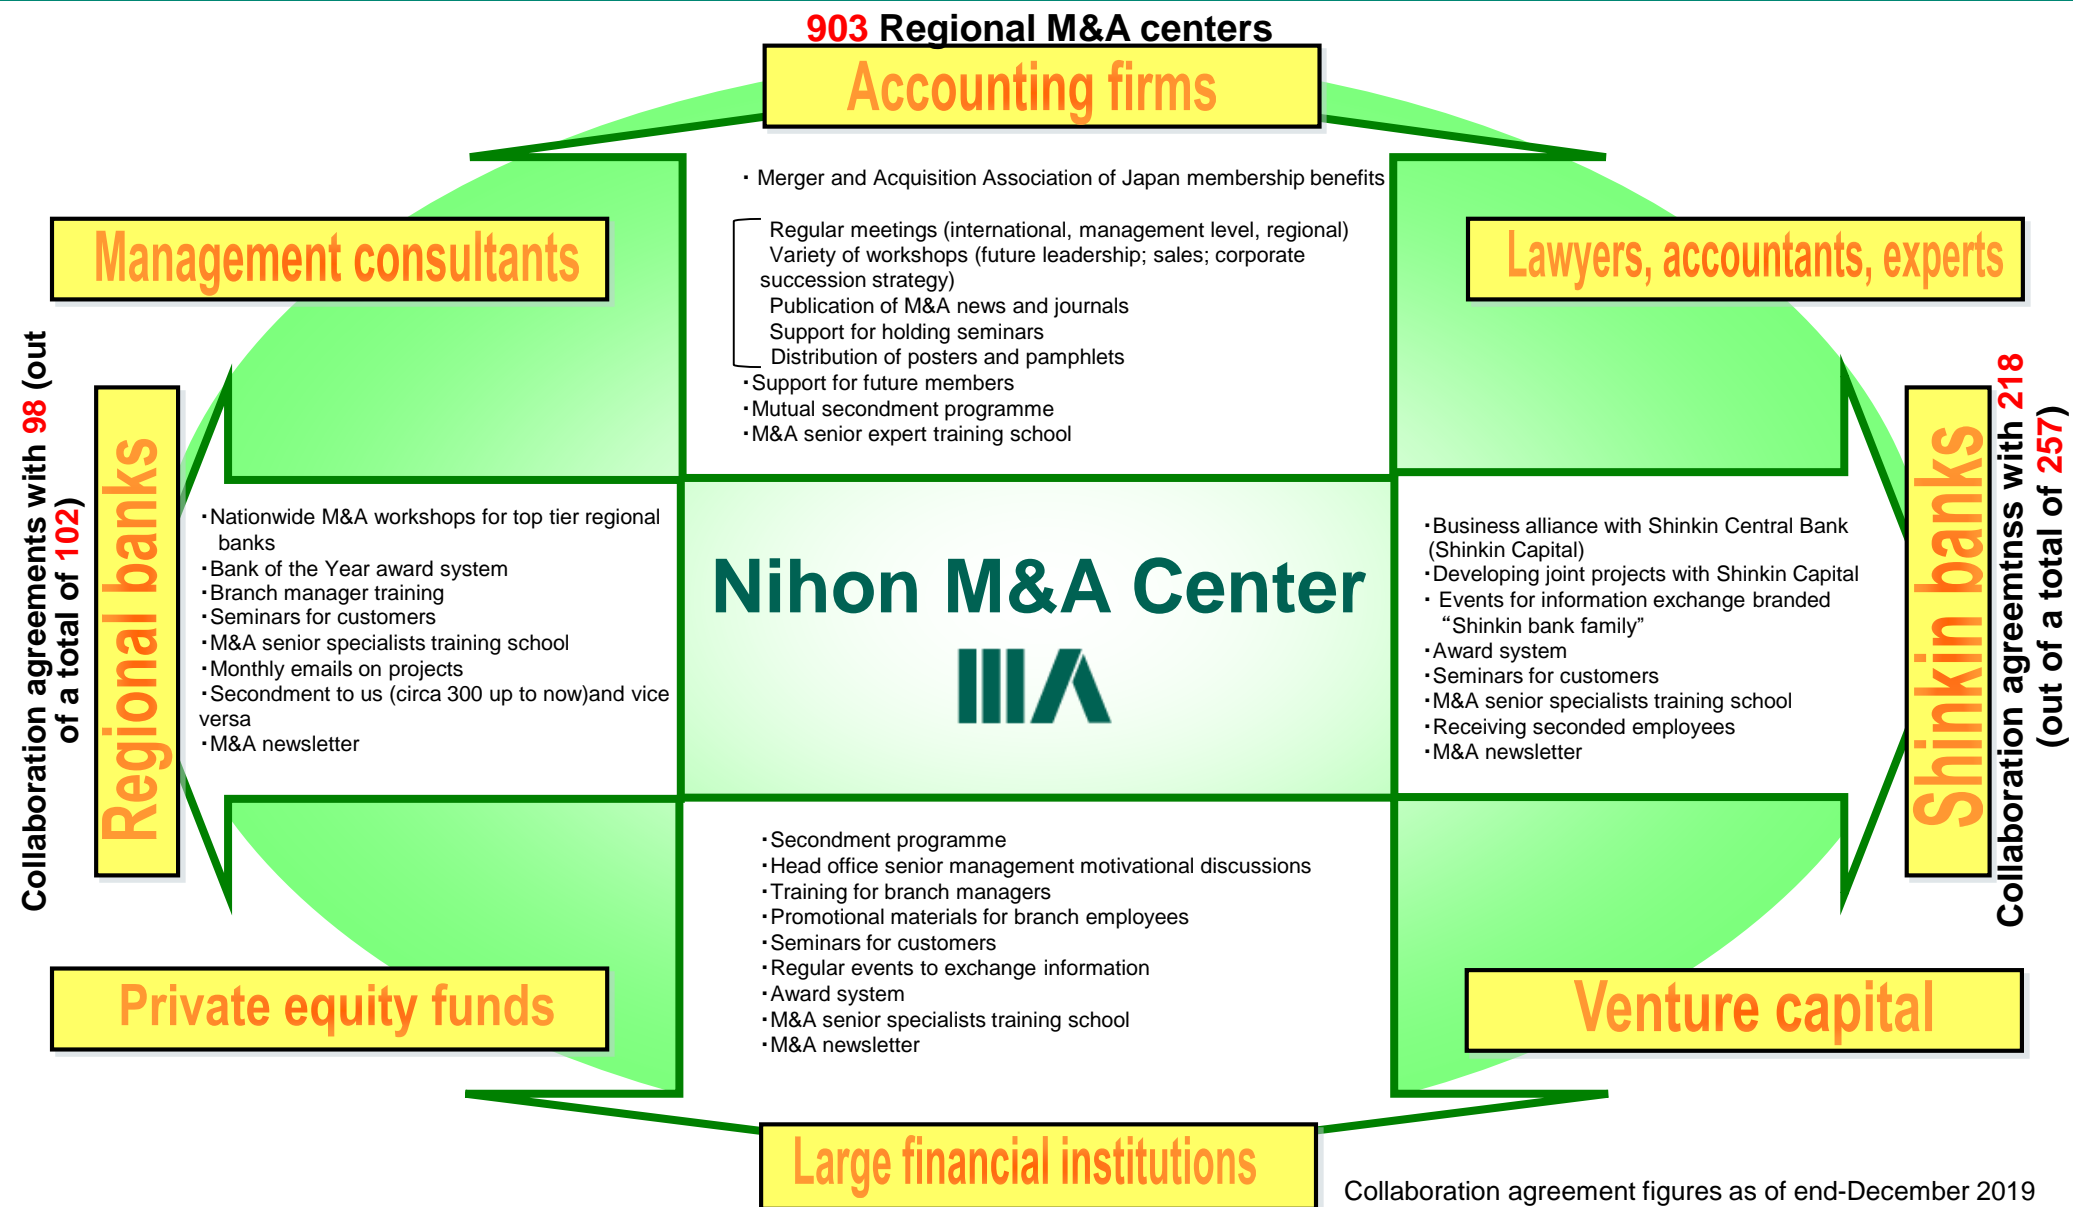 903 Regional M&A centers
Accounting firms
・ Merger and Acquisition Association of Japan membership benefits
Regular meetings (international, management level, regional)
Variety of workshops (future leadership; sales; corporate
succession strategy)
Publication of M&A news and journals
Support for holding seminars
Distribution of posters and pamphlets
・Support for future members
・Mutual secondment programme
・M&A senior expert training school
Management consultants
Lawyers, accountants, experts
Collaboration agreements with 98 (out
of a total of 102)
Regional banks
・Nationwide M&A workshops for top tier regional
banks
・Bank of the Year award system
・Branch manager training
・Seminars for customers
・M&A senior specialists training school
・Monthly emails on projects
・Secondment to us (circa 300 up to now)and vice
versa
・M&A newsletter
Nihon M&A Center
・Business alliance with Shinkin Central Bank
(Shinkin Capital)
・Developing joint projects with Shinkin Capital
・ Events for information exchange branded
“Shinkin bank family”
・Award system
・Seminars for customers
・M&A senior specialists training school
・Receiving seconded employees
・M&A newsletter
Shinkin banks
Collaboration agreemtnss with 218
(out of a total of 257)
・Secondment programme
・Head office senior management motivational discussions
・Training for branch managers
・Promotional materials for branch employees
・Seminars for customers
・Regular events to exchange information
・Award system
・M&A senior specialists training school
・M&A newsletter
Private equity funds
Venture capital
Large financial institutions
Collaboration agreement figures as of end-December 2019